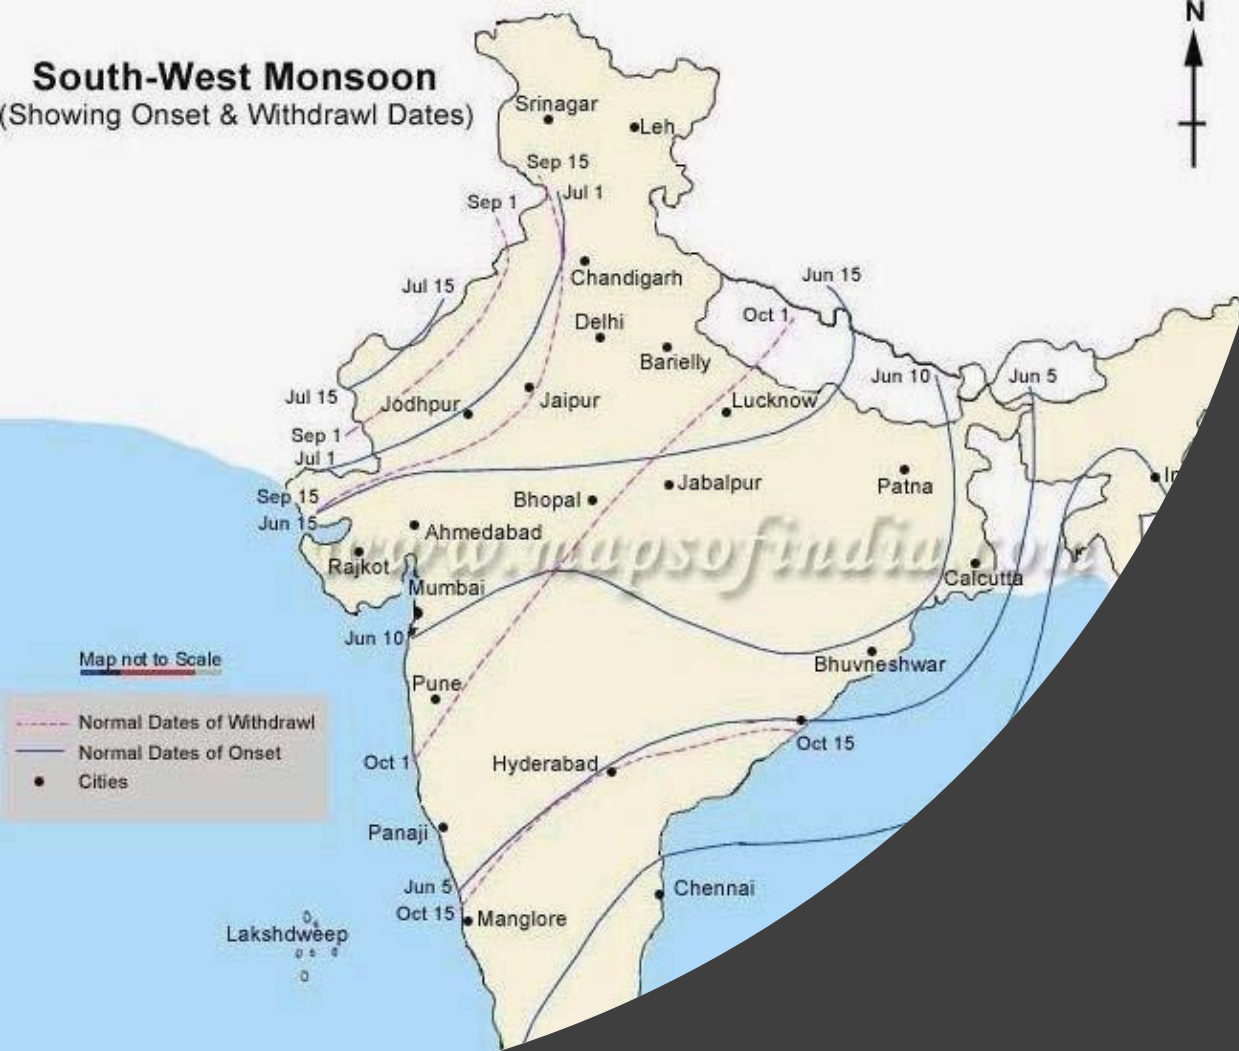 N
South-West Monsoon
(Showing Onset & Withdrawl Dates)
Srinagar
Leh
Sep 15
Jul 1
Sep 1
Chandigarh
Jun 15
Jul 15
Oct 1
Delhi
Barielly
Jun 10
Jun 5
Jul 15
Jodhpur
Jaipur
Lucknow
Sep 1
Jul 1
Sep 15
Bhopal
Jabalpur
Patna
Jun 15
Ahmedabad
www.mapsofindia.com
Rajkot
Calcutta
Mumbai
Jun 10
Map not to Scale
Bhuvneshwar
Pune
Normal Dates of Withdrawl
Normal Dates of Onset
Cities
Oct 15
Oct 1
Hyderabad
Panaji
Jun 5
Chennai
Oct 15
Manglore
Lakshdweep